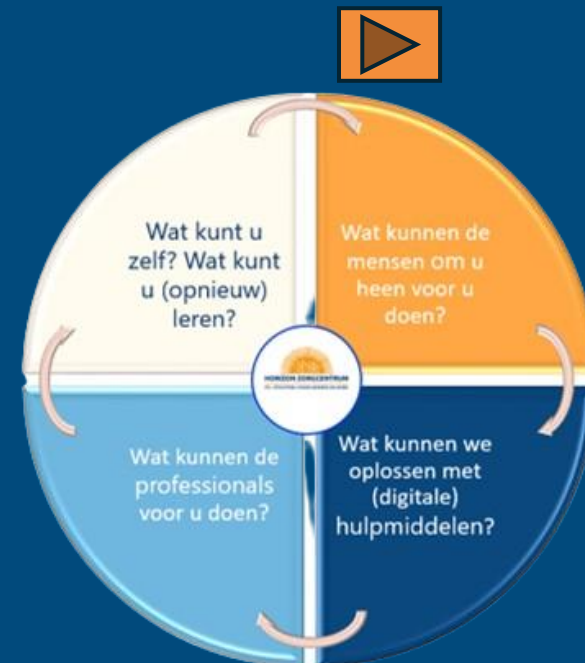 Wat kunt u
zelf? Wat kunt
u (opnieuw)
leren?
Wat kunnen de
mensen om u
heen voor u
doen?
HORIZON ZORGCENTRUM
Wat kunnen de
professionals
voor u doen?
Wat kunnen we
oplossen met
(digitale)
hulpmiddelen?